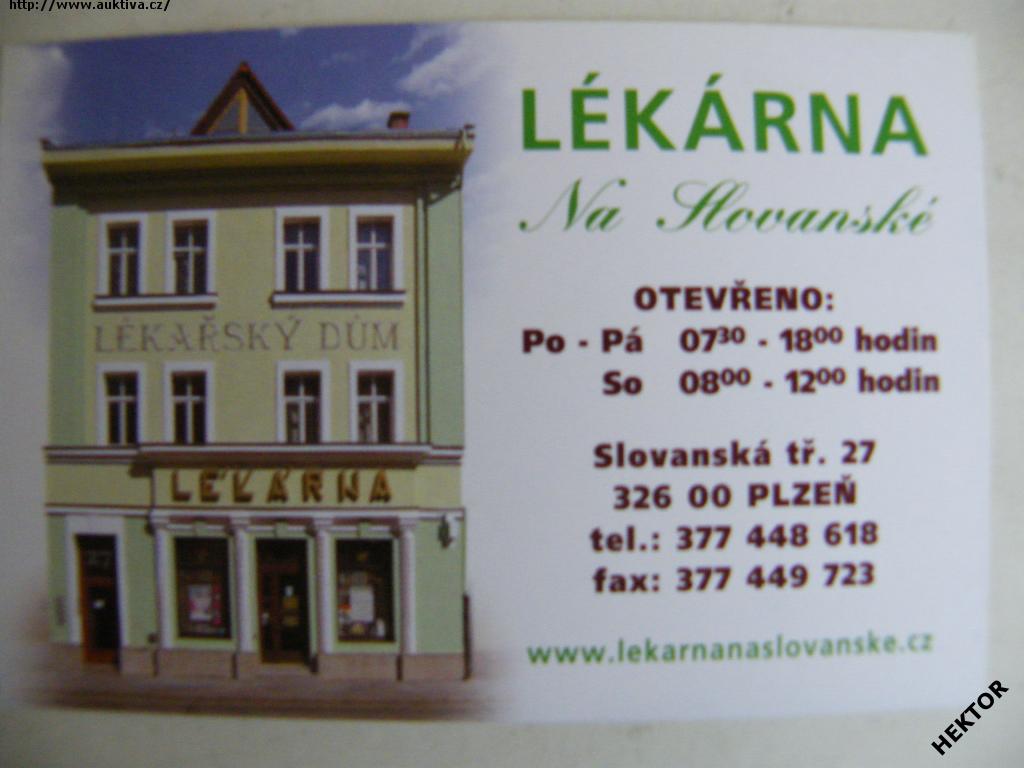 http://www.auktiva.cz/
LÉKÁRNA
Na Slovanské
OTEVŘENO:
Po - Pá 07³⁰ - 18⁰⁰ hodin
So 08⁰⁰ - 12⁰⁰ hodin
Slovanská tř. 27
326 00 PLZEŇ
tel.: 377 448 618
fax: 377 449 723
www.lekarnanaslovanske.cz
LÉKAŘSKÝ DŮM
LÉKÁRNA
HEKTOR